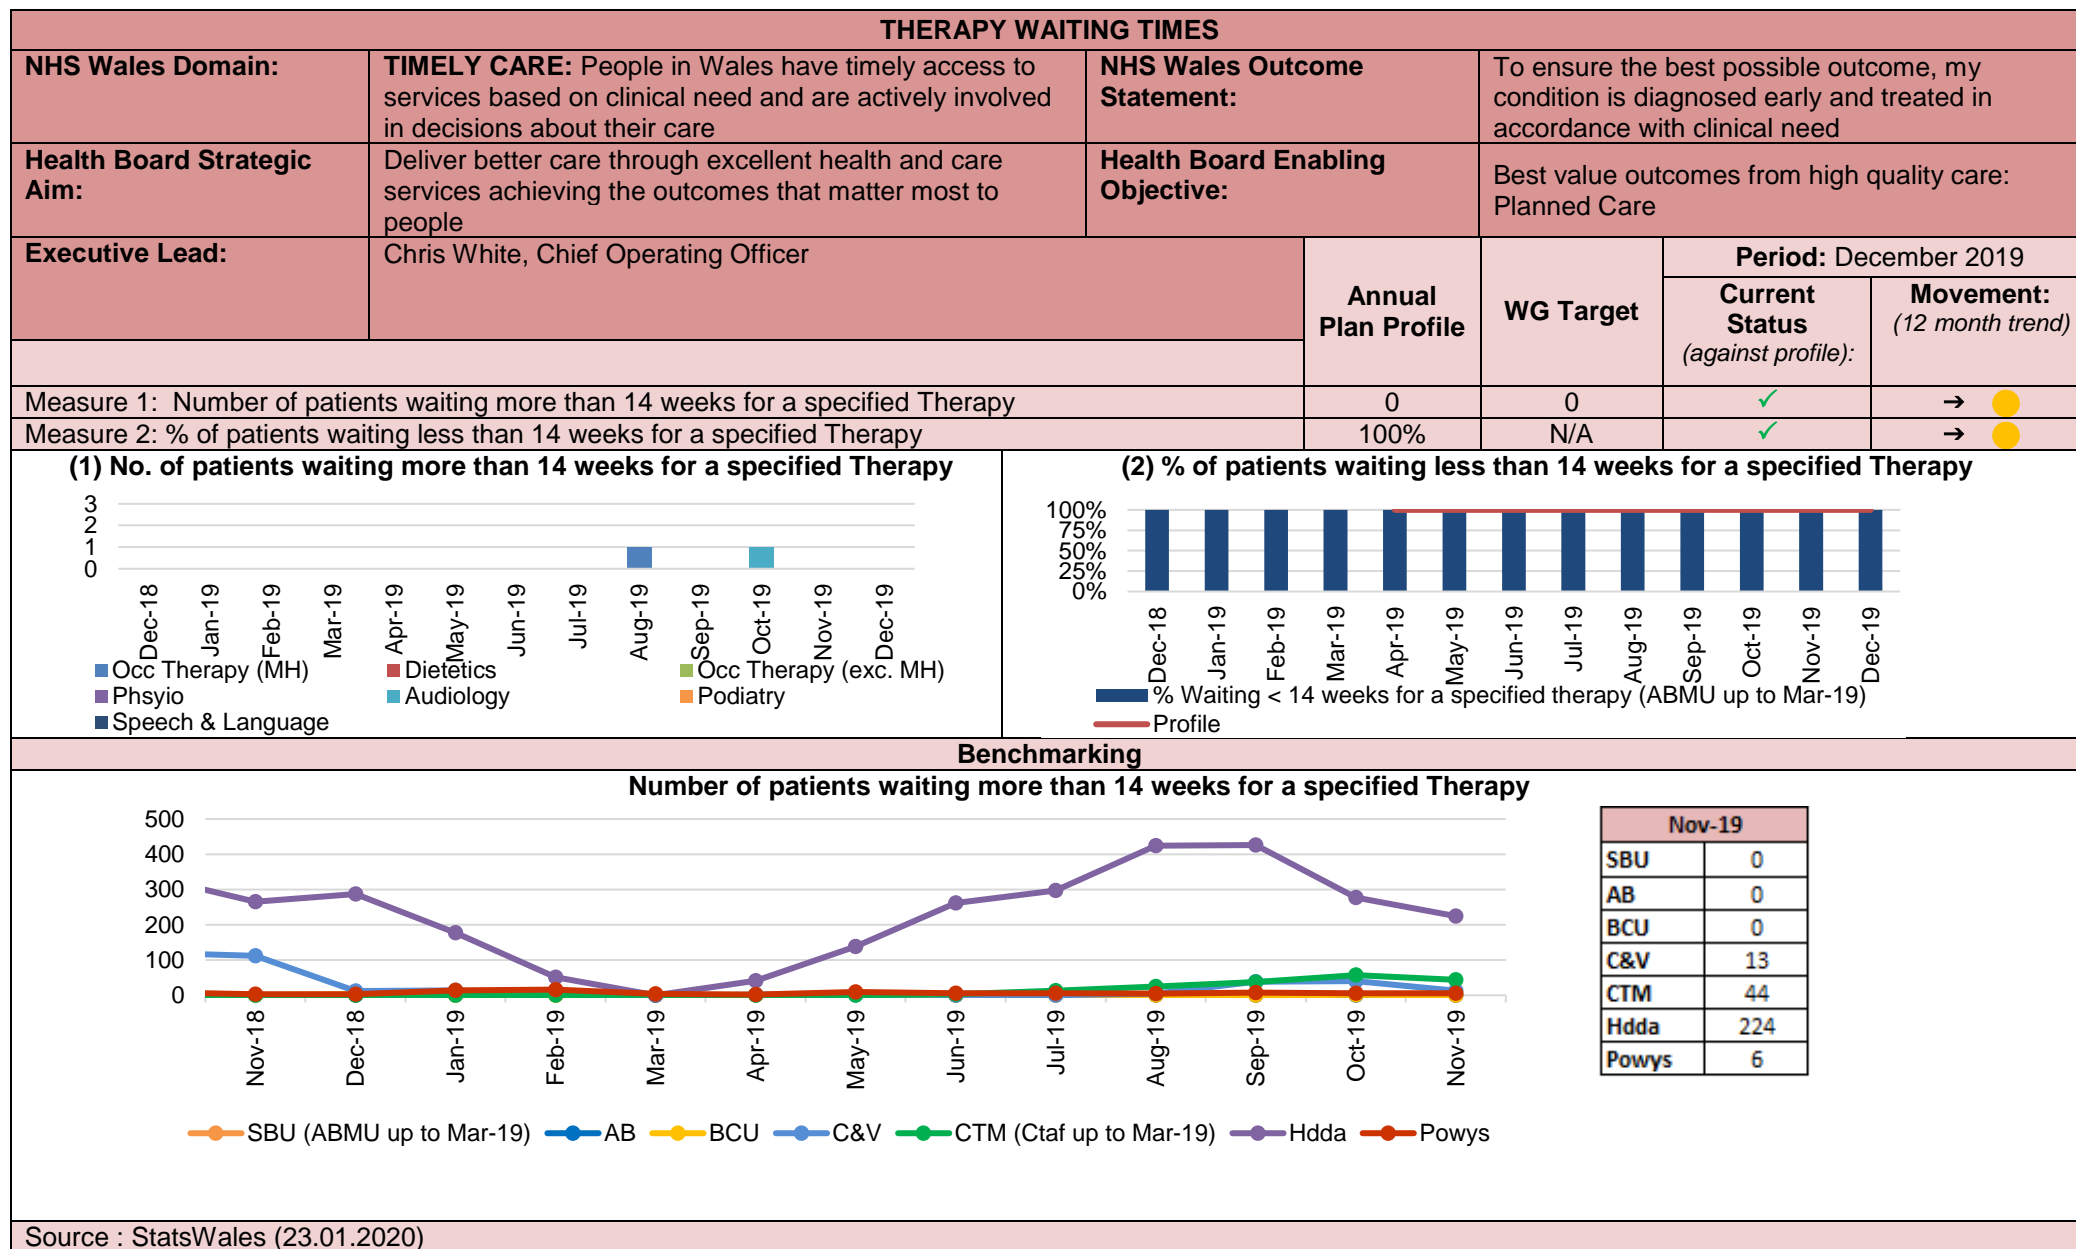 THERAPY WAITING TIMES
NHS Wales Domain:
TIMELY CARE: People in Wales have timely access to
services based on clinical need and are actively involved
in decisions about their care
NHS Wales Outcome
Statement:
To ensure the best possible outcome, my
condition is diagnosed early and treated in
accordance with clinical need
Health Board Strategic
Aim:
Deliver better care through excellent health and care
services achieving the outcomes that matter most to
people
Health Board Enabling
Objective:
Best value outcomes from high quality care:
Planned Care
Executive Lead:
Chris White, Chief Operating Officer
Annual
Plan Profile
WG Target
Period: December 2019
Current
Status
(against profile):
Movement:
(12 month trend)
Measure 1: Number of patients waiting more than 14 weeks for a specified Therapy
0
0
✓
➔
Measure 2: % of patients waiting less than 14 weeks for a specified Therapy
100%
N/A
✓
➔
(1) No. of patients waiting more than 14 weeks for a specified Therapy
3
2
1
0
Dec-18
Jan-19
Feb-19
Mar-19
Apr-19
May-19
Jun-19
Jul-19
Aug-19
Sep-19
Oct-19
Nov-19
Dec-19
Occ Therapy (MH)
Dietetics
Occ Therapy (exc. MH)
Phsyio
Audiology
Podiatry
Speech & Language
(2) % of patients waiting less than 14 weeks for a specified Therapy
100%
75%
50%
25%
0%
Dec-18
Jan-19
Feb-19
Mar-19
Apr-19
May-19
Jun-19
Jul-19
Aug-19
Sep-19
Oct-19
Nov-19
Dec-19
% Waiting < 14 weeks for a specified therapy (ABMU up to Mar-19)
Profile
Benchmarking
Number of patients waiting more than 14 weeks for a specified Therapy
500
400
300
200
100
0
Nov-18
Dec-18
Jan-19
Feb-19
Mar-19
Apr-19
May-19
Jun-19
Jul-19
Aug-19
Sep-19
Oct-19
Nov-19
SBU (ABMU up to Mar-19)
AB
BCU
C&V
CTM (Ctaf up to Mar-19)
Hdda
Powys
Nov-19
SBU 0
AB 0
BCU 0
C&V 13
CTM 44
Hdda 224
Powys 6
Source : StatsWales (23.01.2020)